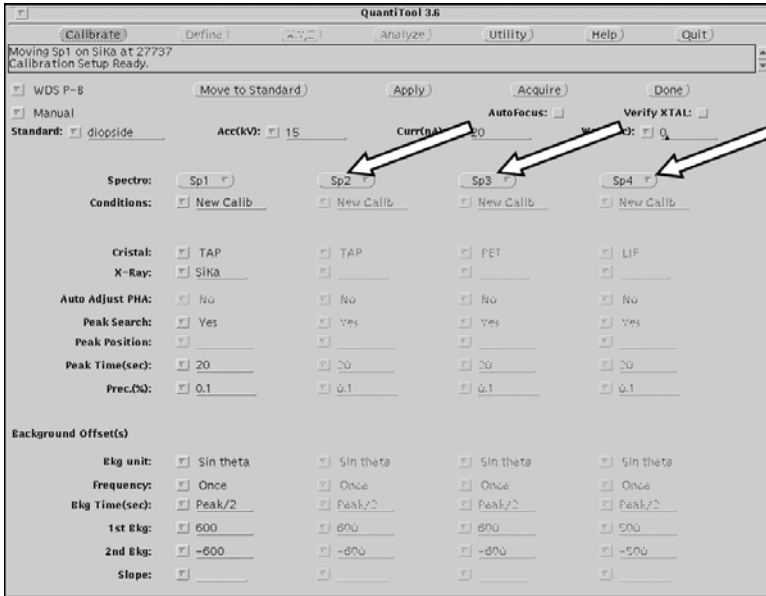 QuantiTool 3.6
Calibrate Define X,Y,Z Analyze Utility Help Quit
Moving Sp1 on SiKa at 27737
Calibration Setup Ready.
WDS P-B Move to Standard Apply Acquire Done
Manual AutoFocus: Verify XTAL:
Standard: diopside Acc(kV): 15 Curr(nA): 20 0
Spectro: Sp1 Sp2 Sp3 Sp4
Conditions: New Calib New Calib New Calib New Calib
Cristal: TAP TAP PET LIF
X-Ray: SiKa
Auto Adjust PHA: No No No No
Peak Search: Yes Yes Yes Yes
Peak Position:
Peak Time(sec): 20 20 20 20
Prec.(%): 0.1 0.1 0.1 0.1
Background Offset(s)
Bkg unit: Sin theta Sin theta Sin theta Sin theta
Frequency: Once Once Once Once
Bkg Time(sec): Peak/2 Peak/2 Peak/2 Peak/2
1st Bkg: 600 600 600 500
2nd Bkg: -600 -600 -600 -500
Slope: